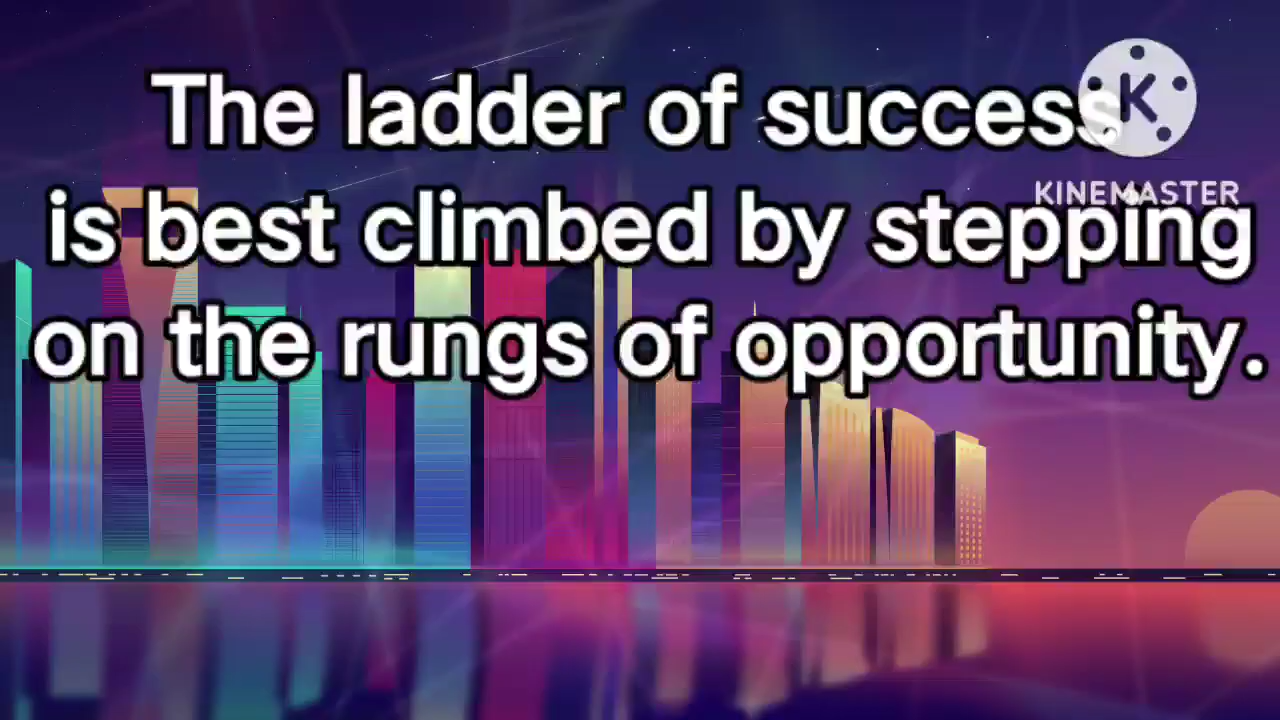 The ladder of success
is best climbed by stepping
on the rungs of opportunity.
K
KINEMASTER